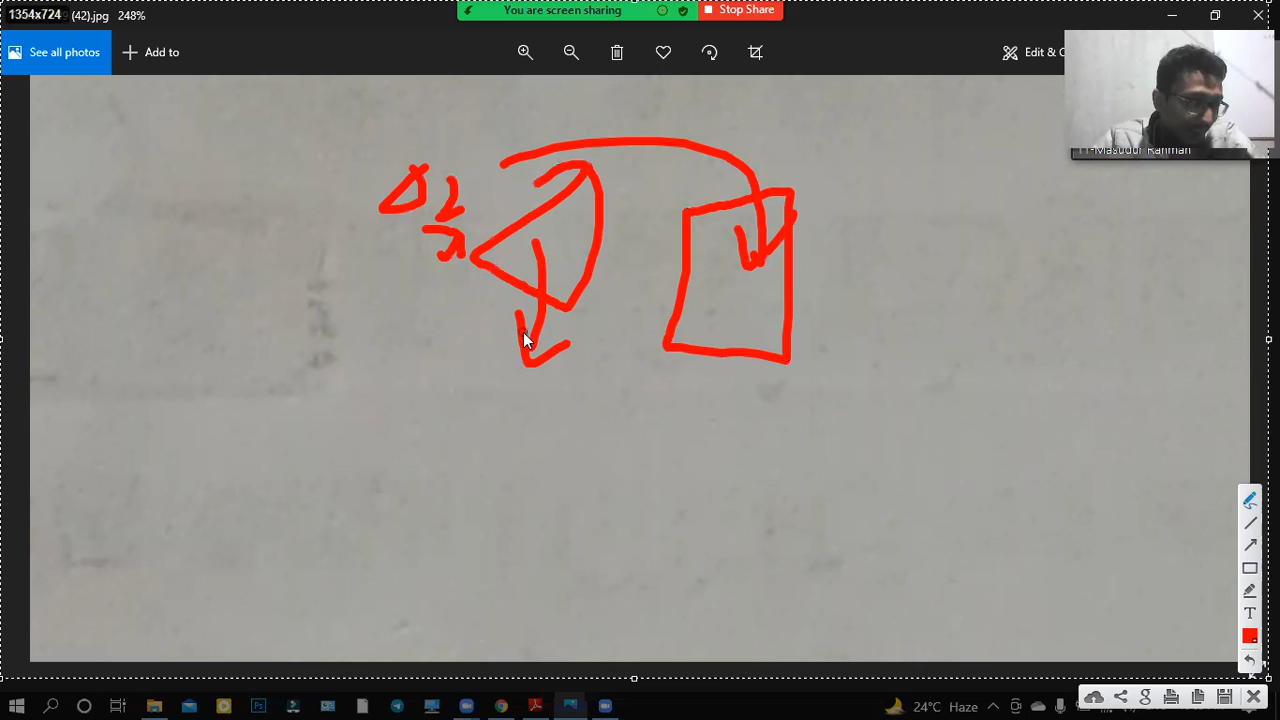 1354x724
(42).jpg 248%
You are screen sharing
Stop Share
See all photos
Add to
Edit &
Masudur Rahman
24°C Haze